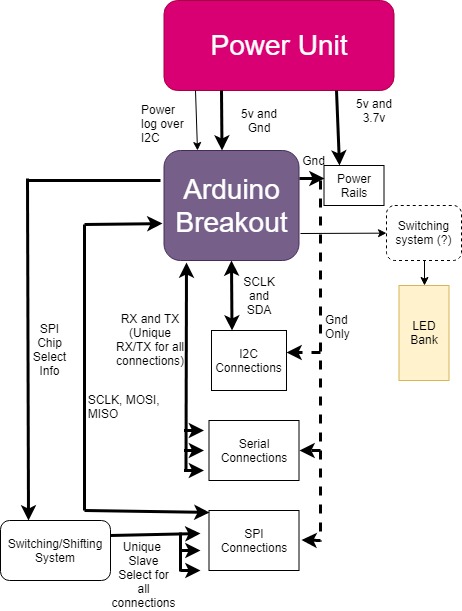 Power Unit
Power
log over
I2C
5v and
Gnd
5v and
3.7v
Gnd
Power
Rails
Arduino
Breakout
Switching
system (?)
SCLK
and
SDA
RX and TX
(Unique
RX/TX for all
connections)
Gnd
Only
LED
Bank
SPI
Chip
Select
Info
I2C
Connections
SCLK, MOSI,
MISO
Serial
Connections
SPI
Connections
Switching/Shifting
System
Unique
Slave
Select for
all
connections